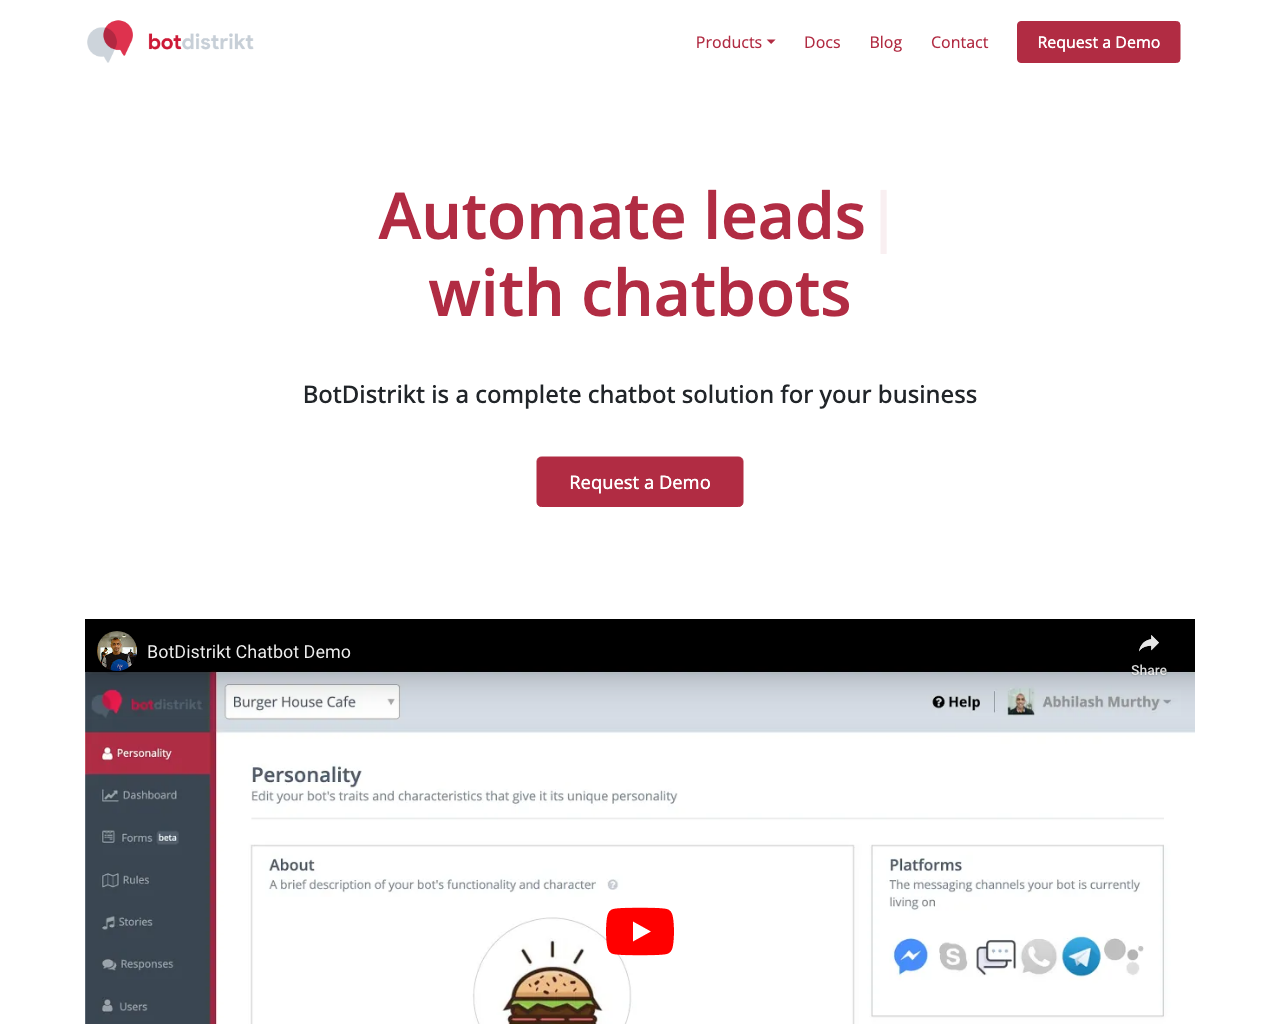 botdistrikt
Products
Docs
Blog
Contact
Request a Demo
Automate leads
with chatbots
BotDistrikt is a complete chatbot solution for your business
Request a Demo
BotDistrikt Chatbot Demo
Share
botdistrikt
Burger House Cafe
Help
Abhilash Murthy
Personality
Dashboard
Forms beta
Rules
Stories
Responses
Users
Personality
Edit your bot's traits and characteristics that give it its unique personality
About
A brief description of your bot's functionality and character
Platforms
The messaging channels your bot is currently
living on